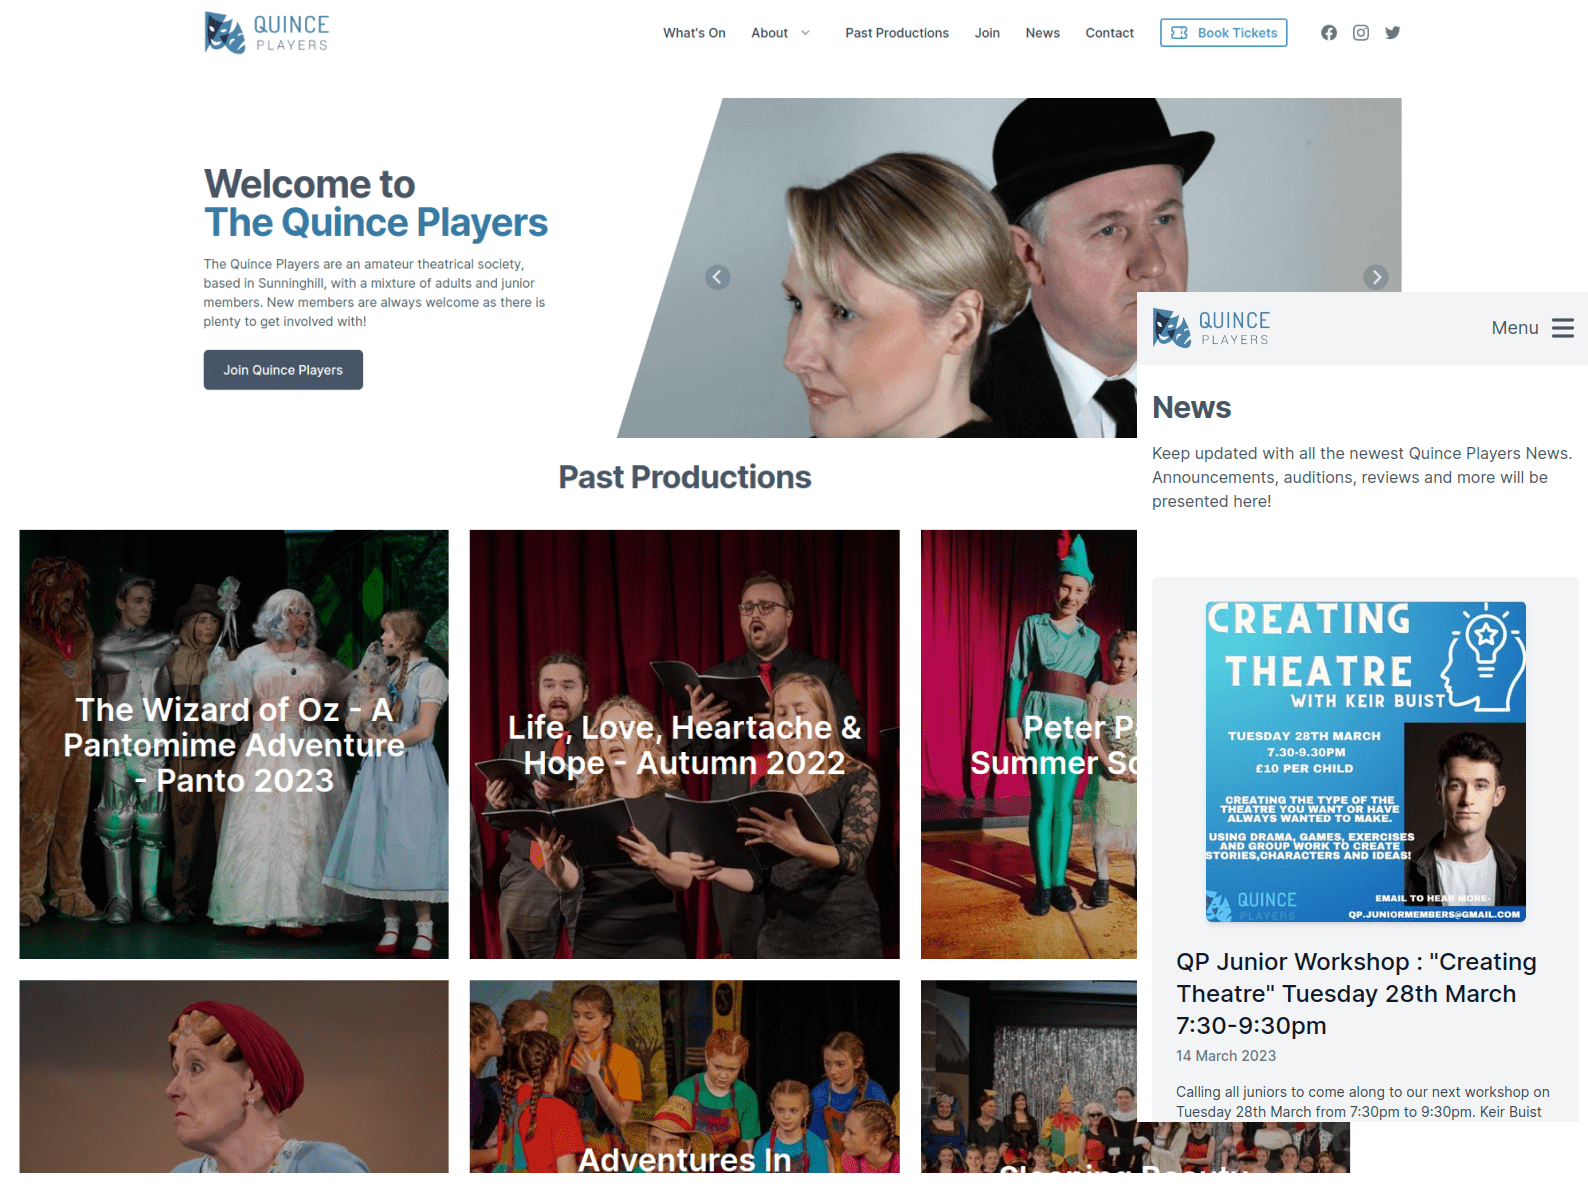 QUINCE
PLAYERS
What's On
About
Past Productions
Join
News
Contact
Book Tickets
Welcome to
The Quince Players
The Quince Players are an amateur theatrical society,
based in Sunninghill, with a mixture of adults and junior
members. New members are always welcome as there is
plenty to get involved with!
Join Quince Players
Past Productions
The Wizard of Oz - A
Pantomime Adventure
- Panto 2023
Life, Love, Heartache &
Hope - Autumn 2022
Peter
Summer
Adventures In
Sleeping Beauty
QUINCE
PLAYERS
Menu
News
Keep updated with all the newest Quince Players News.
Announcements, auditions, reviews and more will be
presented here!
CREATING
THEATRE
WITH KEIR BUIST
TUESDAY 28TH MARCH
7.30-9.30PM
£10 PER CHILD
CREATING THE TYPE OF THE
THEATRE YOU WANT OR HAVE
ALWAYS WANTED TO MAKE.
USING DRAMA, GAMES, EXERCISES
AND GROUP WORK TO CREATE
STORIES,CHARACTERS AND IDEAS!
QUINCE
PLAYERS
EMAIL TO HEAR MORE-
QP.JUNIORMEMBERS@GMAIL.COM
QP Junior Workshop : "Creating
Theatre" Tuesday 28th March
7:30-9:30pm
14 March 2023
Calling all juniors to come along to our next workshop on
Tuesday 28th March from 7:30pm to 9:30pm. Keir Buist